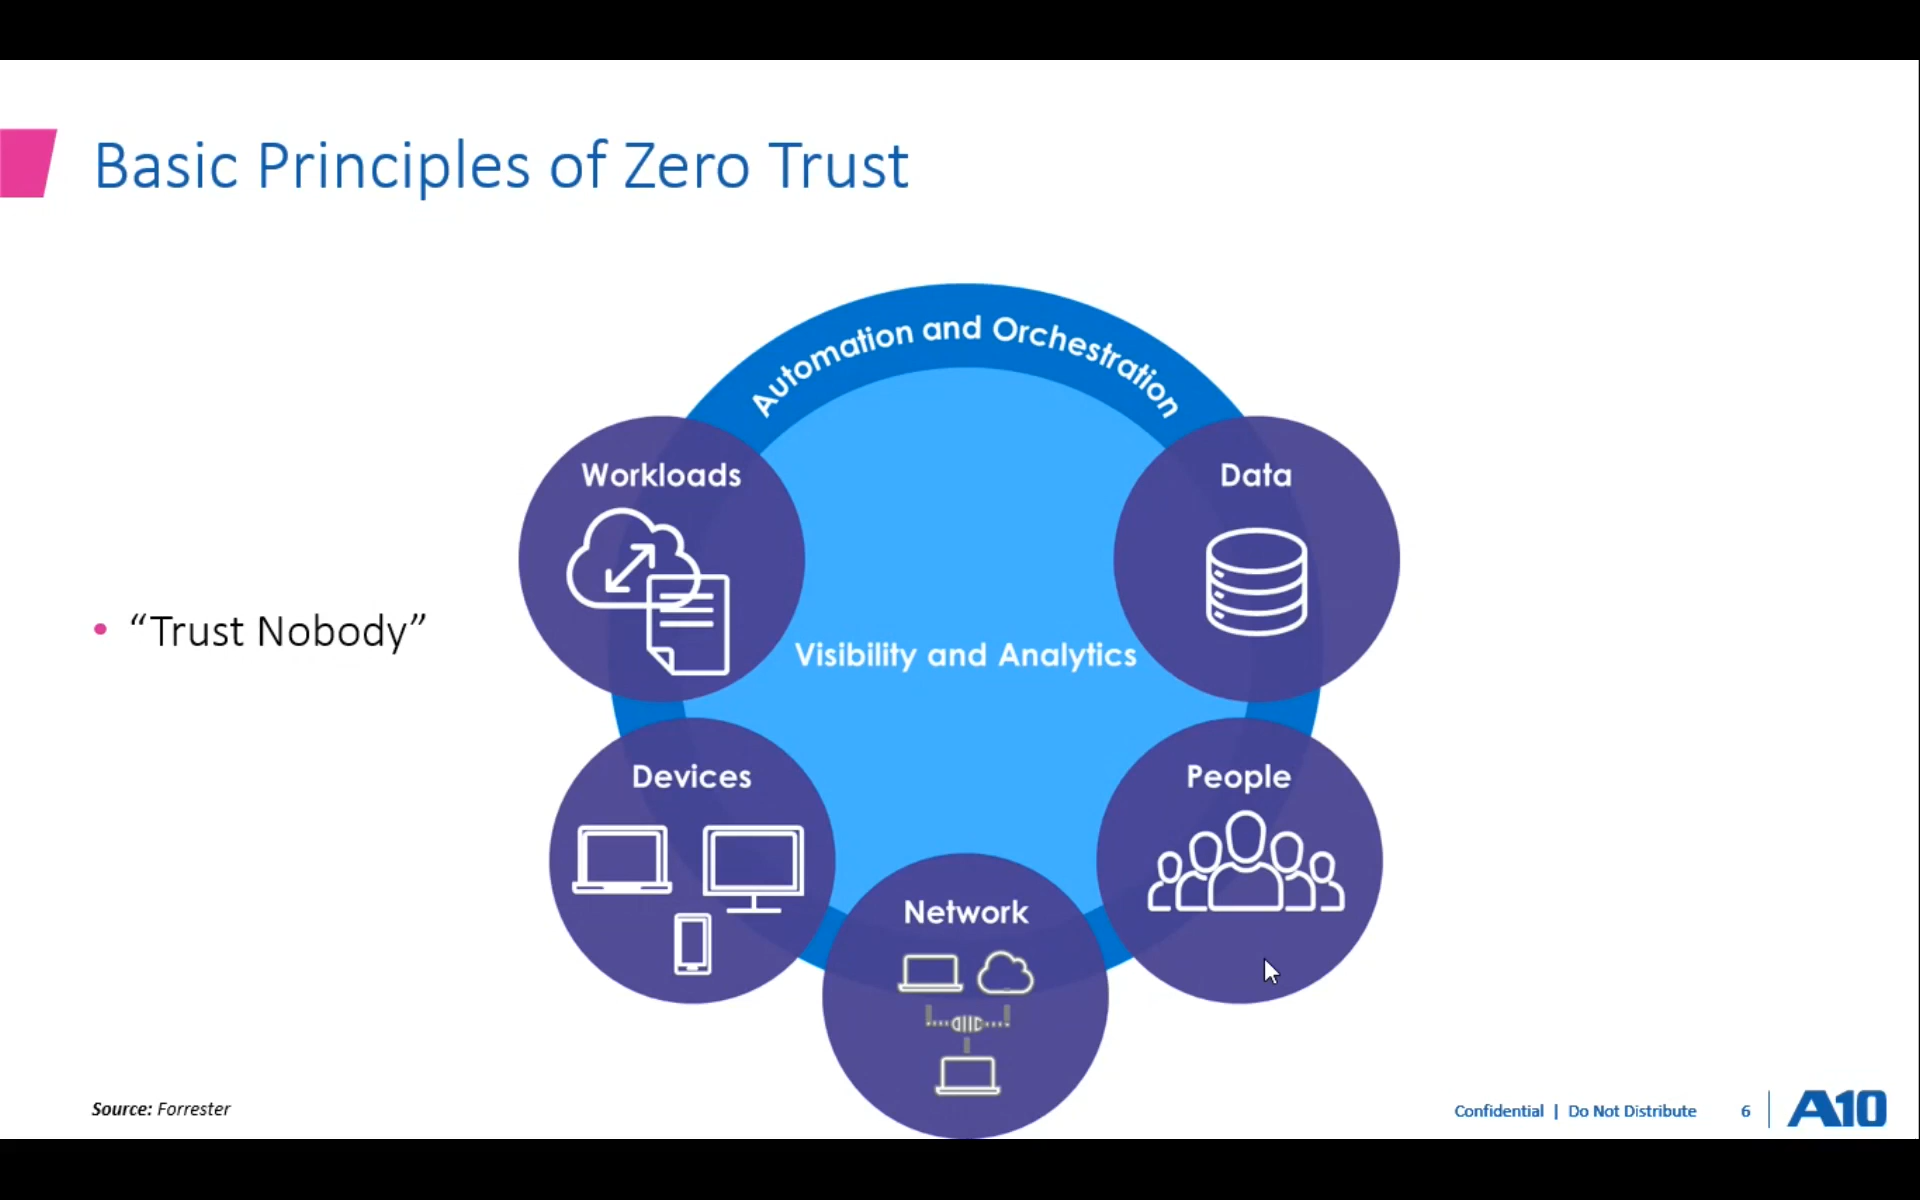 Basic Principles of Zero Trust
Automation and Orchestration
Workloads
Data
• “Trust Nobody”
Visibility and Analytics
Devices
People
Network
Source: Forrester
Confidential | Do Not Distribute 6
A10